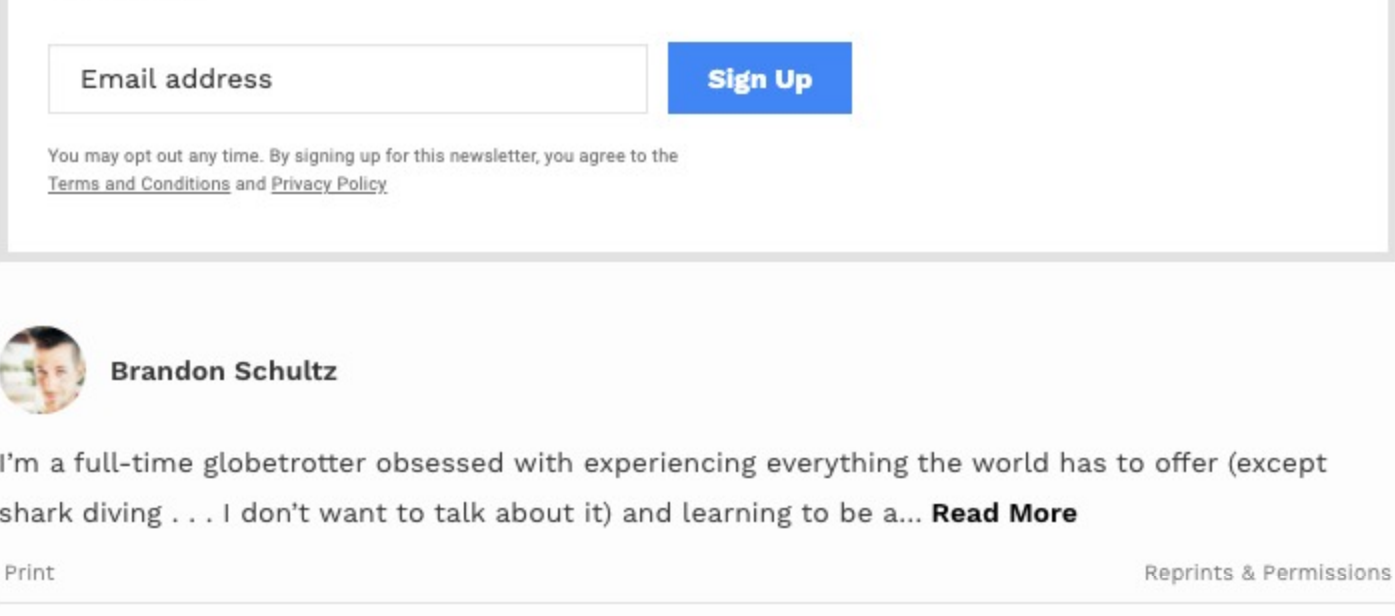 Email address
Sign Up
You may opt out any time. By signing up for this newsletter, you agree to the
Terms and Conditions and Privacy Policy
Brandon Schultz
I’m a full-time globetrotter obsessed with experiencing everything the world has to offer (except
shark diving . . . I don’t want to talk about it) and learning to be a... Read More
Print
Reprints & Permissions